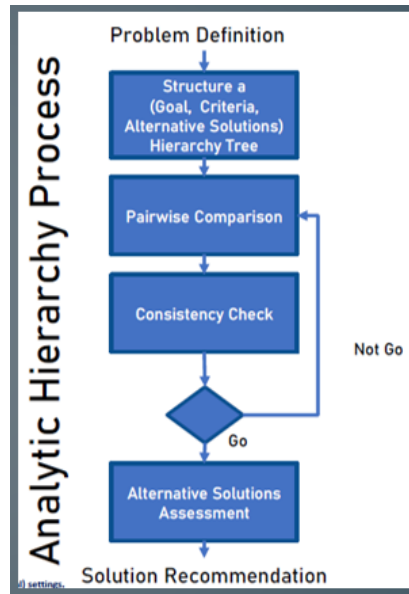 Analytic Hierarchy Process
Problem Definition
Structure a
(Goal, Criteria,
Alternative Solutions)
Hierarchy Tree
Pairwise Comparison
Consistency Check
Not Go
Go
Alternative Solutions
Assessment
Solution Recommendation
settings.